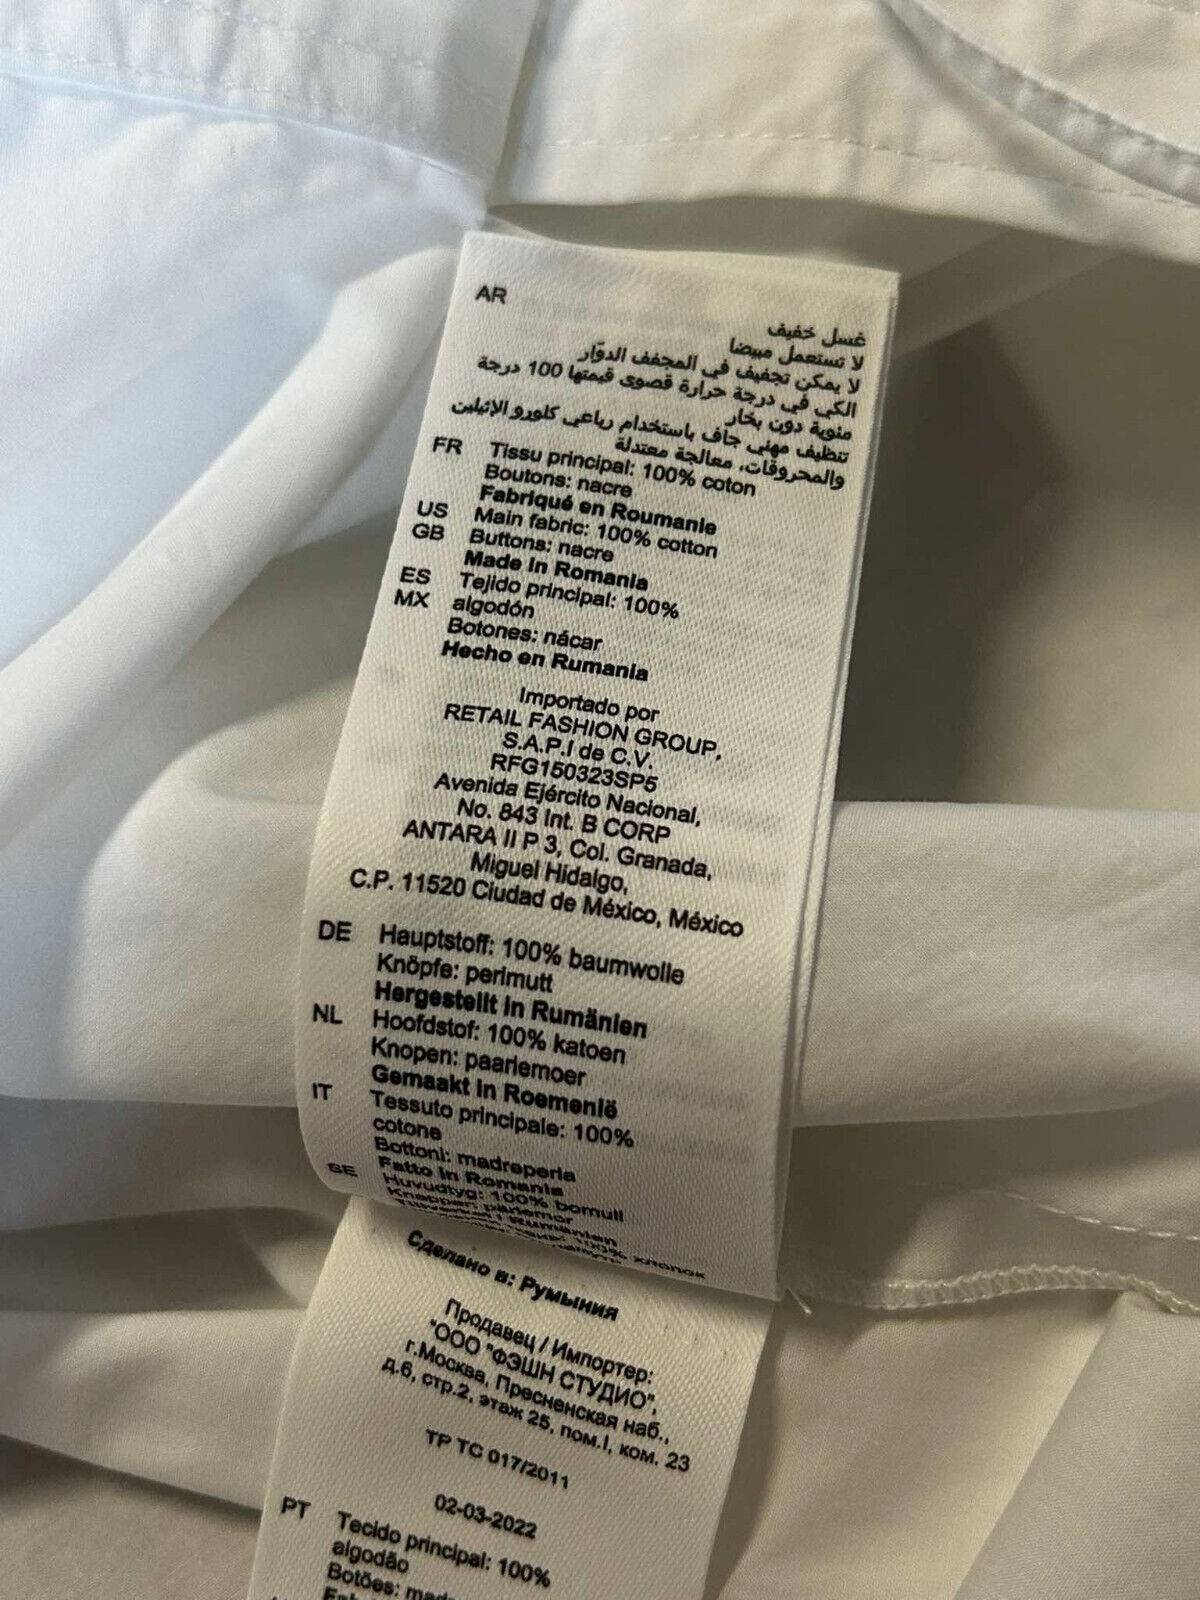 AR
غسل خفيف
لا تستعمل مبيضا
لا يمكن تجفيف في المجفف الدوّار
الكي في درجة حرارة قصوى قيمتها 100 درجة
مئوية دون بخار
تنظيف مهني جاف باستخدام رباعي كلورو الإثيلين
والمحروقات، معالجة معتدلة
FR Tissu principal: 100% coton
Boutons: nacre
Fabriqué en Roumanie
US Main fabric: 100% cotton
GB Buttons: nacre
Made in Romania
ES Tejido principal: 100%
MX algodón
Botones: nácar
Hecho en Rumania
Importado por
RETAIL FASHION GROUP,
S.A.P.I de C.V.
RFG150323SP5
Avenida Ejército Nacional,
No. 843 Int. B CORP
ANTARA II P 3, Col. Granada,
Miguel Hidalgo,
C.P. 11520 Ciudad de México, México
DE Hauptstoff: 100% baumwolle
Knöpfe: perlmutt
Hergestellt in Rumänien
NL Hoofdstof: 100% katoen
Knopen: paarlemoer
Gemaakt in Roemenië
IT Tessuto principale: 100%
cotone
Bottoni: madreperla
Fatto in Romania
SE Huvudtyg: 100% bomull
Knappar: pärlemor
Tillverkad i Rumänien
100% хлопок
Сделано в: Румыния
Продавец / Импортер:
"ООО "ФЭШН СТУДИО",
г.Москва, Пресненская наб.,
д.6, стр.2, этаж 25, пом.I, ком. 23
ТР ТС 017/2011
02-03-2022
PT Tecido principal: 100%
algodão
Botões: